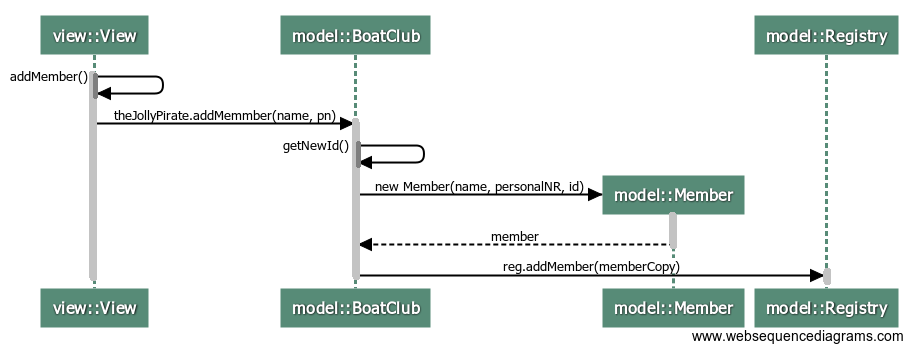 view::View
model::BoatClub
model::Registry
addMember()
theJollyPirate.addMemmber(name, pn)
getNewId()
new Member(name, personalNR, id)
model::Member
member
reg.addMember(memberCopy)
view::View
model::BoatClub
model::Member
model::Registry
www.websequencediagrams.com